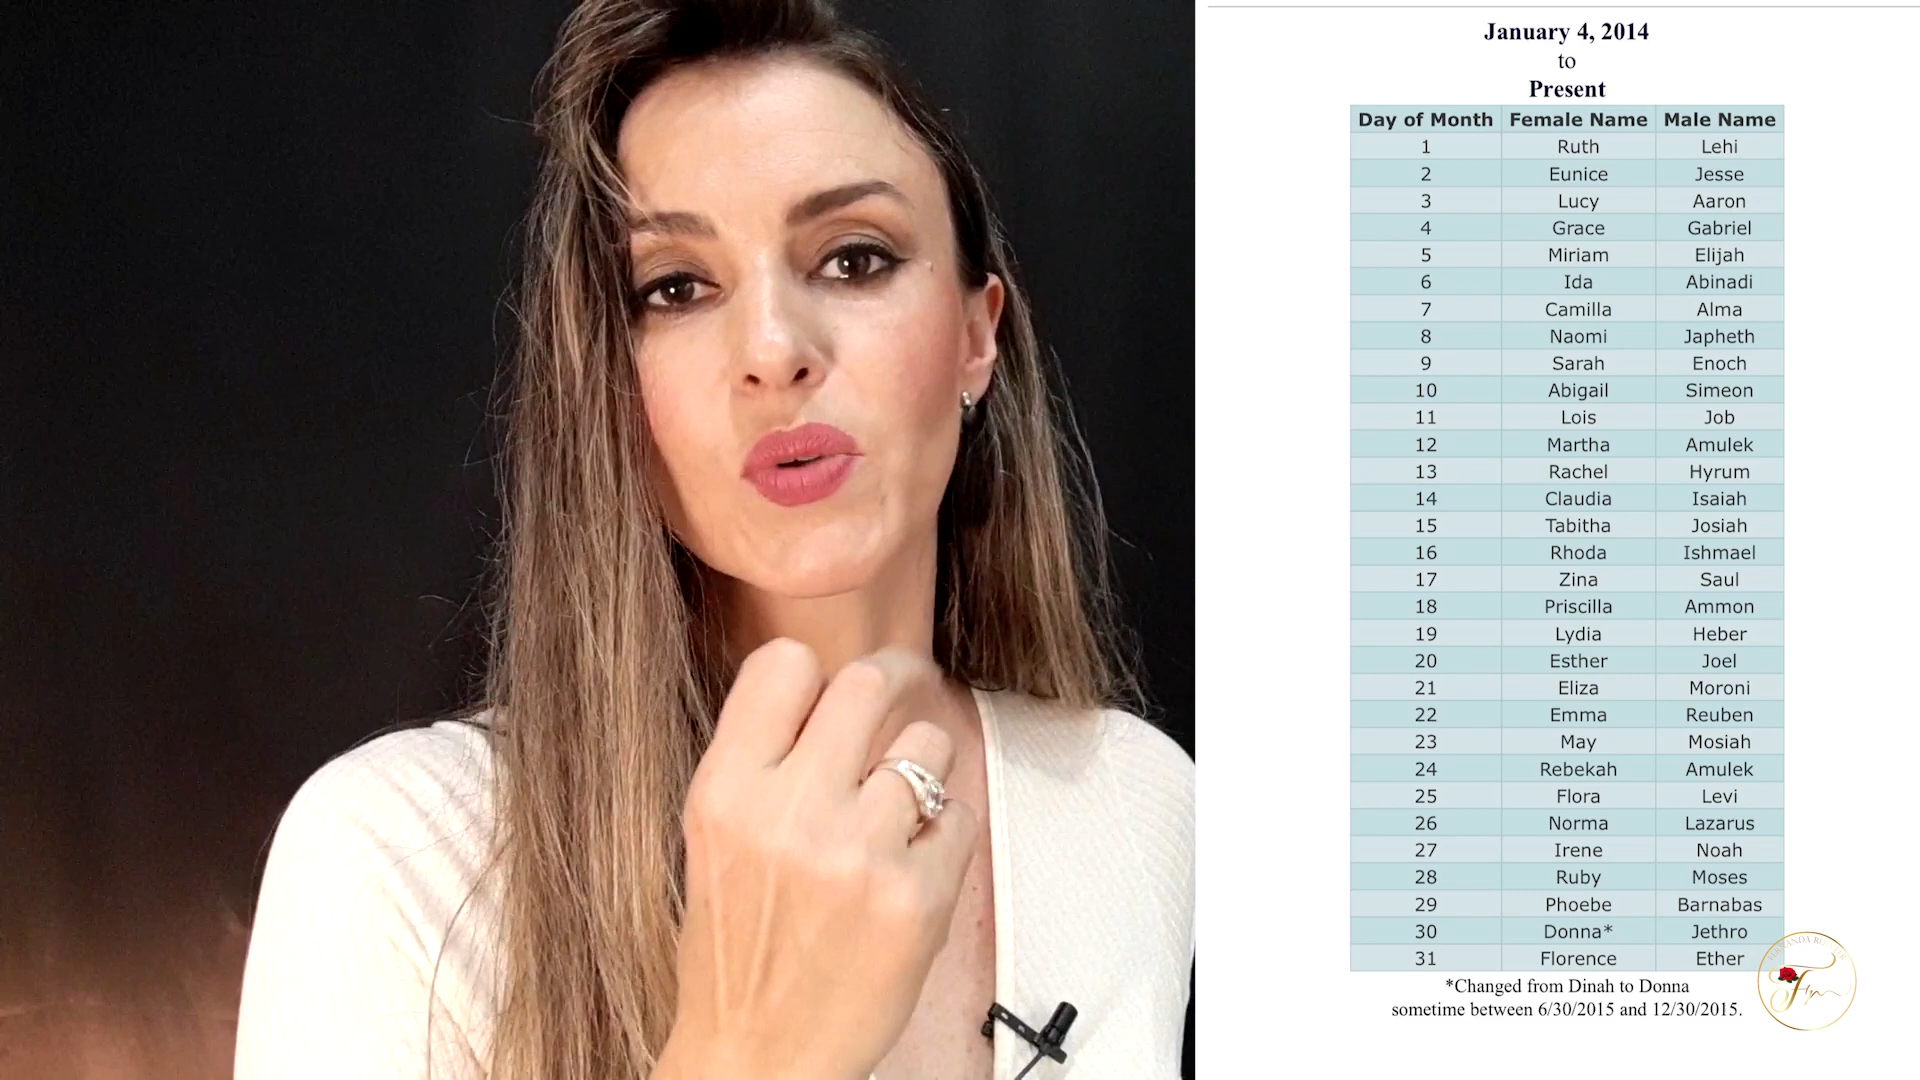 January 4, 2014
to
Present
Day of Month Female Name Male Name
1 Ruth Lehi
2 Eunice Jesse
3 Lucy Aaron
4 Grace Gabriel
5 Miriam Elijah
6 Ida Abinadi
7 Camilla Alma
8 Naomi Japheth
9 Sarah Enoch
10 Abigail Simeon
11 Lois Job
12 Martha Amulek
13 Rachel Hyrum
14 Claudia Isaiah
15 Tabitha Josiah
16 Rhoda Ishmael
17 Zina Saul
18 Priscilla Ammon
19 Lydia Heber
20 Esther Joel
21 Eliza Moroni
22 Emma Reuben
23 May Mosiah
24 Rebekah Amulek
25 Flora Levi
26 Norma Lazarus
27 Irene Noah
28 Ruby Moses
29 Phoebe Barnabas
30 Donna* Jethro
31 Florence Ether
*Changed from Dinah to Donna
sometime between 6/30/2015 and 12/30/2015.